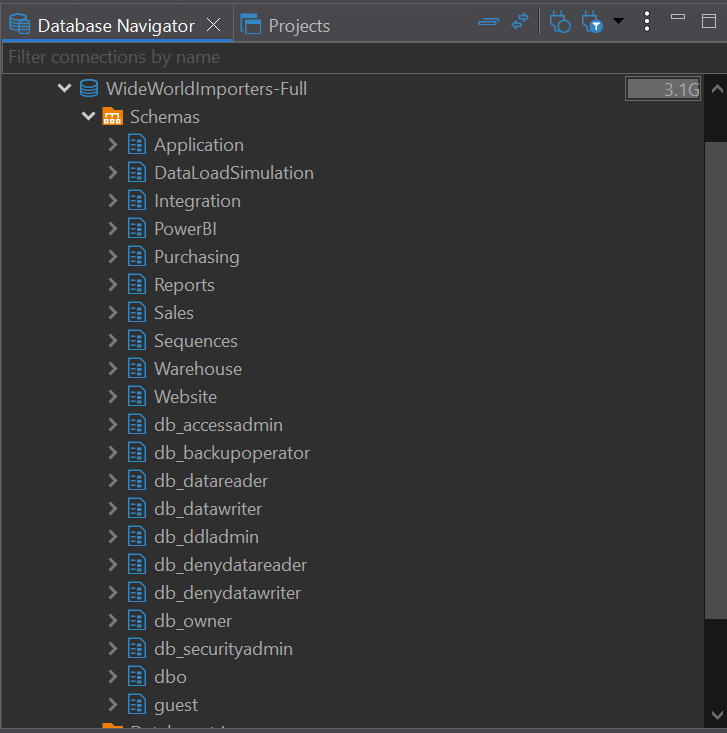 Database Navigator Projects
Filter connections by name
WideWorldImporters-Full 3.1G
Schemas
Application
DataLoadSimulation
Integration
PowerBI
Purchasing
Reports
Sales
Sequences
Warehouse
Website
db_accessadmin
db_backupoperator
db_datareader
db_datawriter
db_ddladmin
db_denydatareader
db_denydatawriter
db_owner
db_securityadmin
dbo
guest